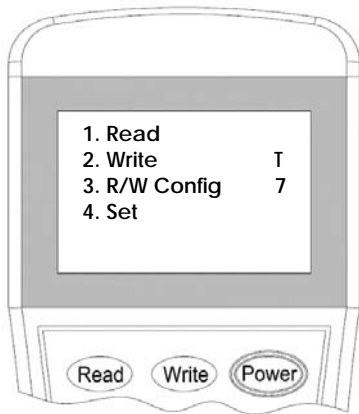 1. Read
2. Write T
3. R/W Config 7
4. Set
Read Write Power